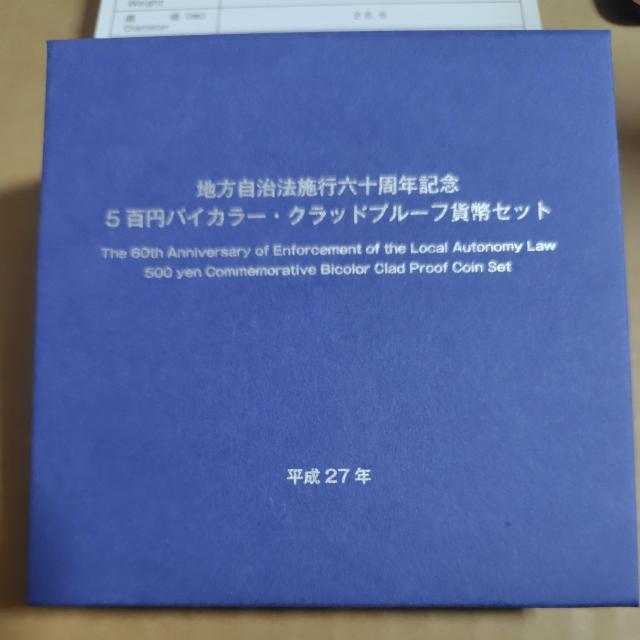 Weight
Diameter
地方自治法施行六十周年記念
5百円バイカラー・クラッドプルーフ貨幣セット
The 60th Anniversary of Enforcement of the Local Autonomy Law
500 yen Commemorative Bicolor Clad Proof Coin Set
平成27年